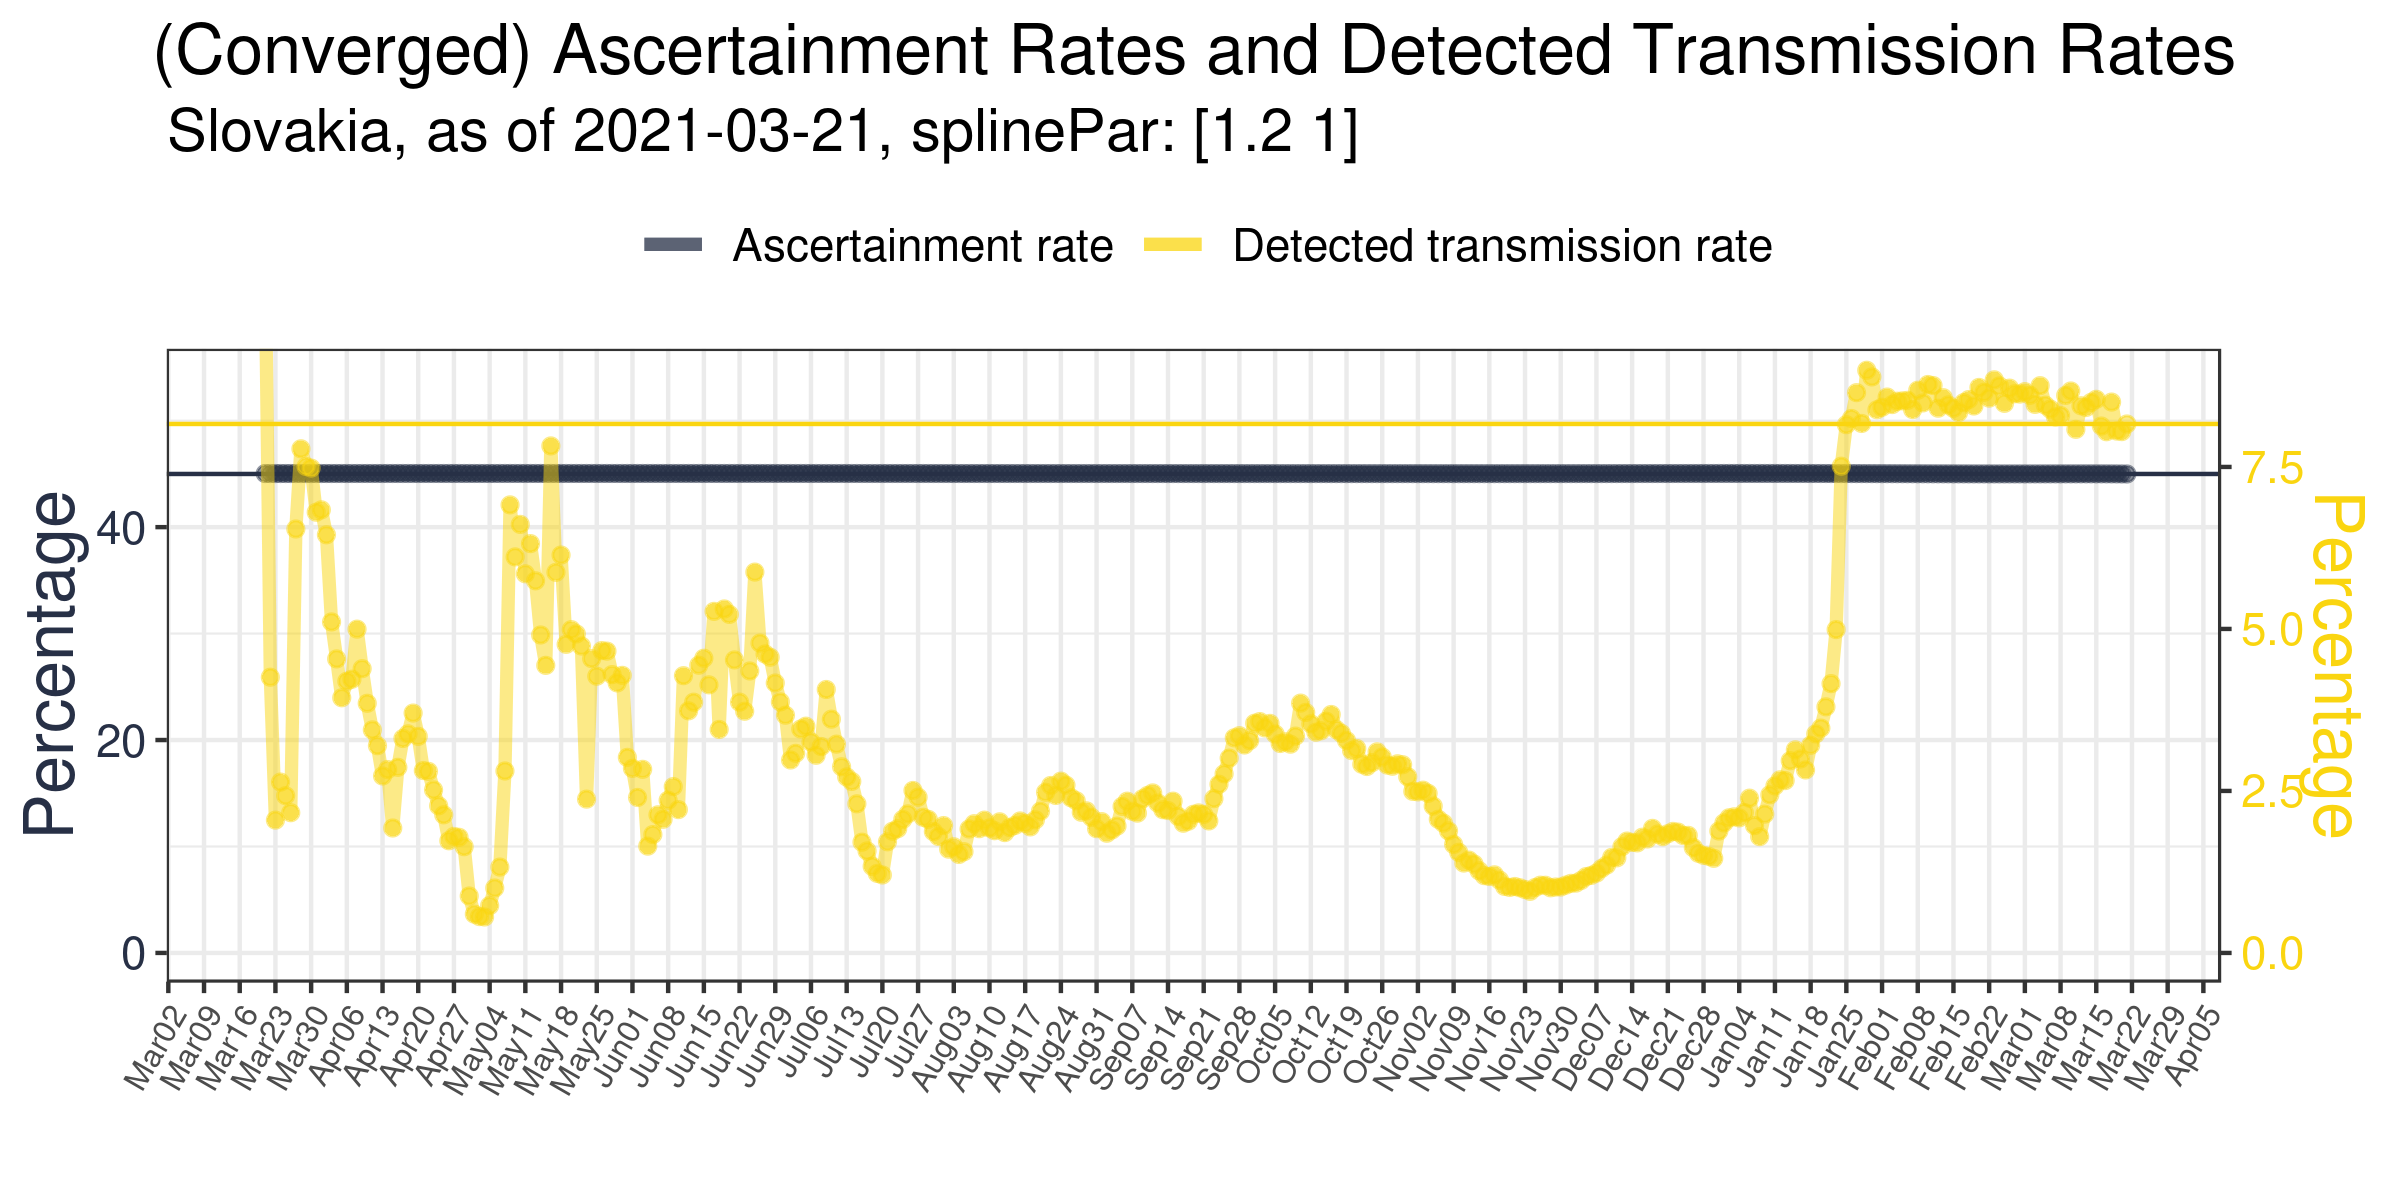 (Converged) Ascertainment Rates and Detected Transmission Rates
Slovakia, as of 2021-03-21, splinePar: [1.2 1]
Ascertainment rate
Detected transmission rate
Percentage
40
20
0
7.5
5.0
2.5
0.0
Percentage
Mar02
Mar09
Mar16
Mar23
Mar30
Apr06
Apr13
Apr20
Apr27
May04
May11
May18
May25
Jun01
Jun08
Jun15
Jun22
Jun29
Jul06
Jul13
Jul20
Jul27
Aug03
Aug10
Aug17
Aug24
Aug31
Sep07
Sep14
Sep21
Sep28
Oct05
Oct12
Oct19
Oct26
Nov02
Nov09
Nov16
Nov23
Nov30
Dec07
Dec14
Dec21
Dec28
Jan04
Jan11
Jan18
Jan25
Feb01
Feb08
Feb15
Feb22
Mar01
Mar08
Mar15
Mar22
Mar29
Apr05